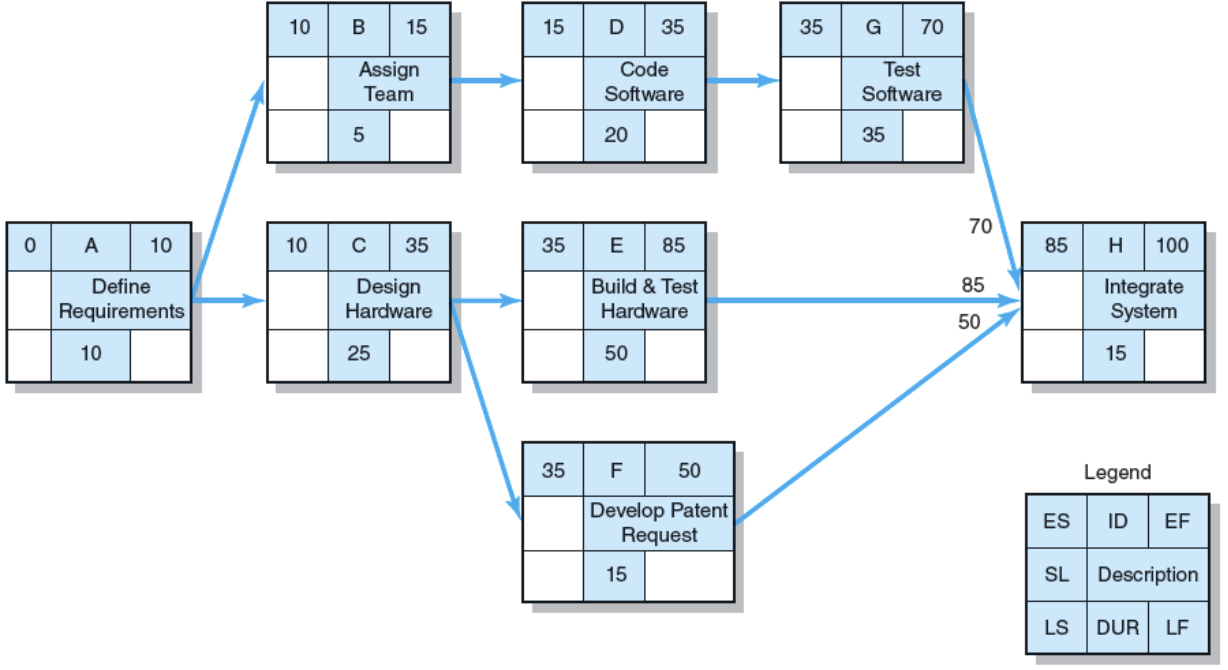 10 B 15
Assign
Team
5
15 D 35
Code
Software
20
35 G 70
Test
Software
35
0 A 10
Define
Requirements
10
10 C 35
Design
Hardware
25
35 E 85
Build & Test
Hardware
50
70
85
50
85 H 100
Integrate
System
15
35 F 50
Develop Patent
Request
15
Legend
ES ID EF
SL Description
LS DUR LF